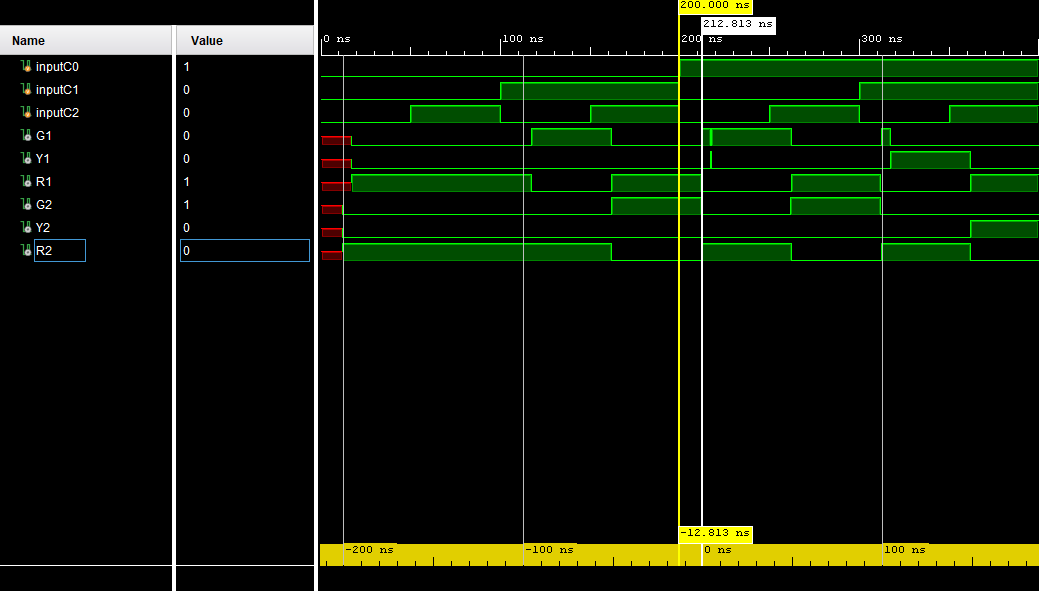 200.000 ns
212.813 ns
Name Value
0 ns 100 ns 200 ns 300 ns
inputC0 1
inputC1 0
inputC2 0
G1 0
Y1 0
R1 1
G2 1
Y2 0
R2 0
-12.813 ns
-200 ns -100 ns 0 ns 100 ns